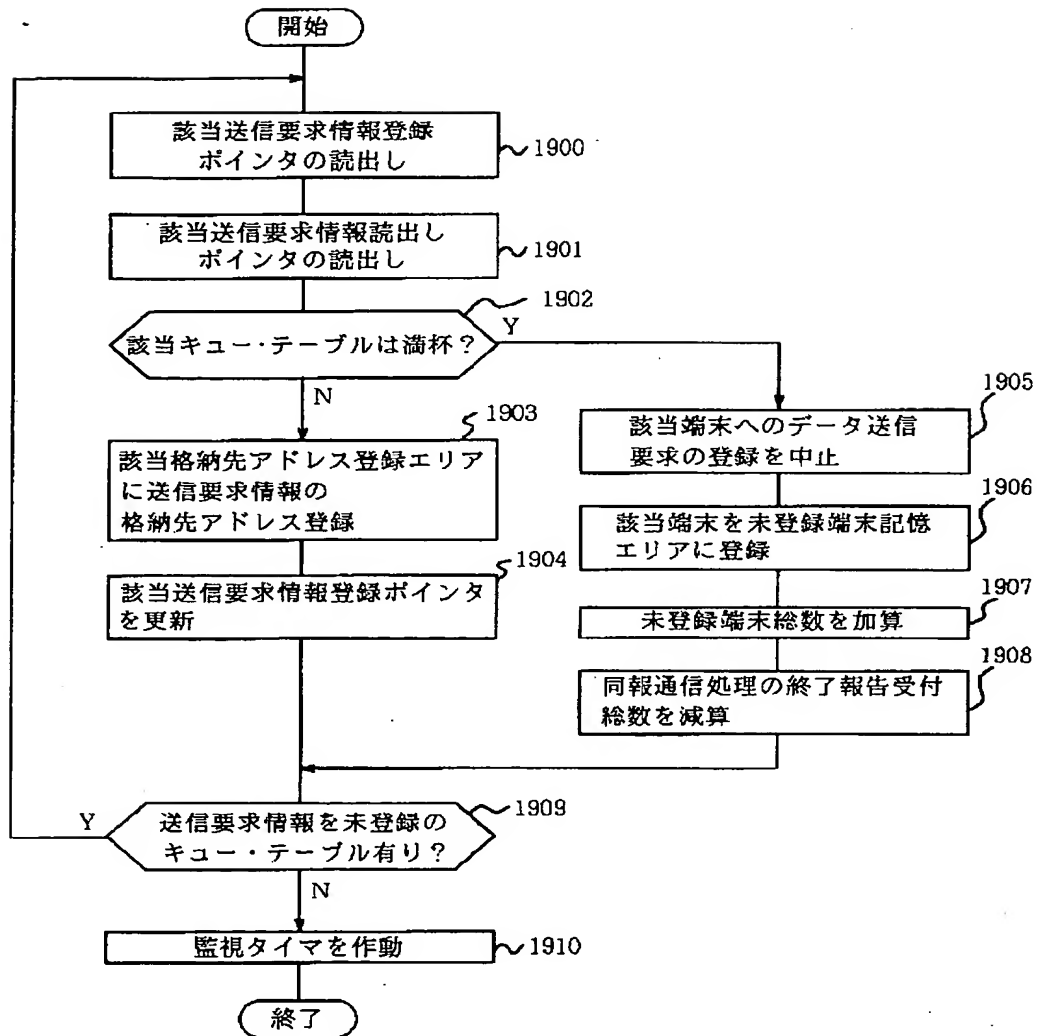 開始
該当送信要求情報登録
ポインタの読出し
1900
該当送信要求情報読出し
ポインタの読出し
1901
1902
該当キュー・テーブルは満杯？
Y
N
1903
該当格納先アドレス登録エリア
に送信要求情報の
格納先アドレス登録
1904
該当送信要求情報登録ポインタ
を更新
1905
該当端末へのデータ送信
要求の登録を中止
1906
該当端末を未登録端末記憶
エリアに登録
1907
未登録端末総数を加算
1908
同報通信処理の終了報告受付
総数を減算
1909
Y
送信要求情報を未登録の
キュー・テーブル有り？
N
監視タイマを作動
1910
終了